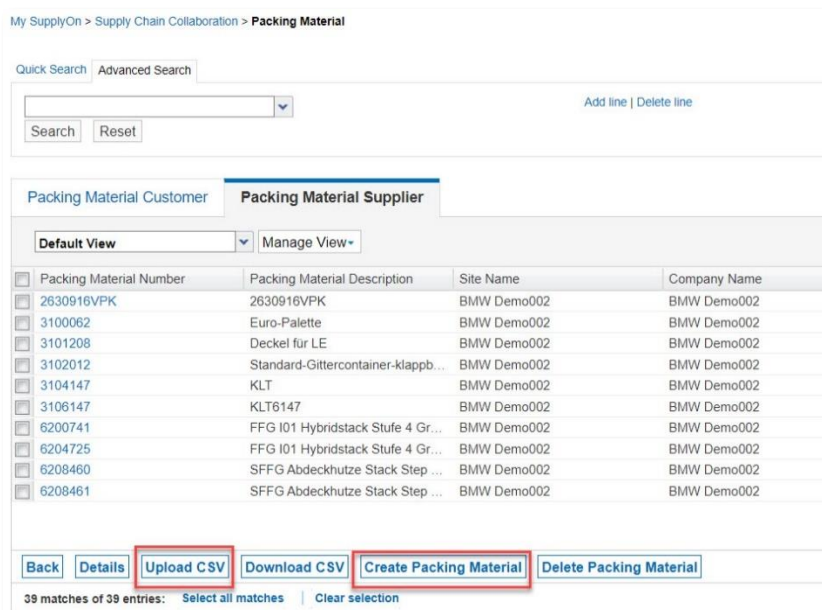 My SupplyOn > Supply Chain Collaboration > Packing Material
Quick Search Advanced Search
Add line | Delete line
Search Reset
Packing Material Customer Packing Material Supplier
Default View Manage View
Packing Material Number Packing Material Description Site Name Company Name
2630916VPK 2630916VPK BMW Demo002 BMW Demo002
3100062 Euro-Palette BMW Demo002 BMW Demo002
3101208 Deckel für LE BMW Demo002 BMW Demo002
3102012 Standard-Gittercontainer-klappb... BMW Demo002 BMW Demo002
3104147 KLT BMW Demo002 BMW Demo002
3106147 KLT6147 BMW Demo002 BMW Demo002
6200741 FFG I01 Hybridstack Stufe 4 Gr... BMW Demo002 BMW Demo002
6204725 FFG I01 Hybridstack Stufe 4 Gr... BMW Demo002 BMW Demo002
6208460 SFFG Abdeckhutze Stack Step ... BMW Demo002 BMW Demo002
6208461 SFFG Abdeckhutze Stack Step ... BMW Demo002 BMW Demo002
Back Details Upload CSV Download CSV Create Packing Material Delete Packing Material
39 matches of 39 entries: Select all matches | Clear selection